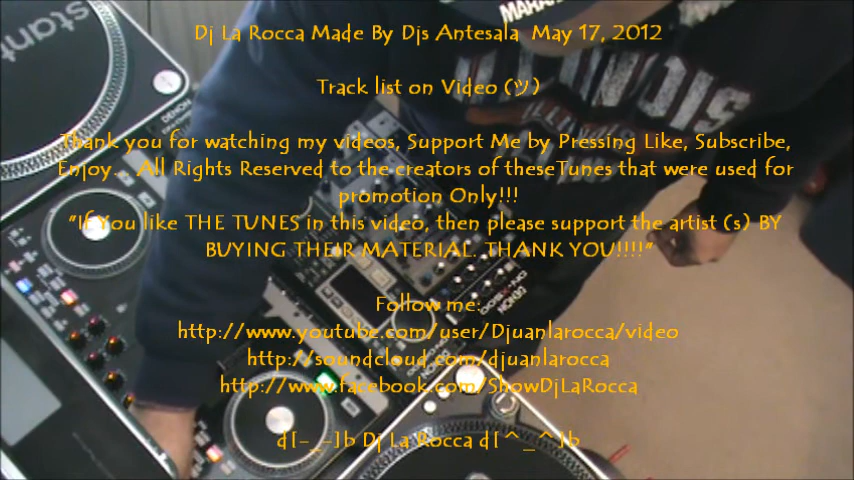 Dj La Rocca Made By Djs Antesala May 17, 2012
Track list on Video (ツ)
Thank you for watching my videos, Support Me by Pressing Like, Subscribe,
Enjoy... All Rights Reserved to the creators of theseTunes that were used for
promotion Only!!!
"If You like THE TUNES in this video, then please support the artist (s) BY
BUYING THEIR MATERIAL. THANK YOU!!!!"
Follow me:
http://www.youtube.com/user/Djuanlarocca/video
http://soundcloud.com/djuanlarocca
http://www.facebook.com/ShowDjLaRocca
d[-_-]b Dj La Rocca d[^_^]b
stanton
DENON
DENON